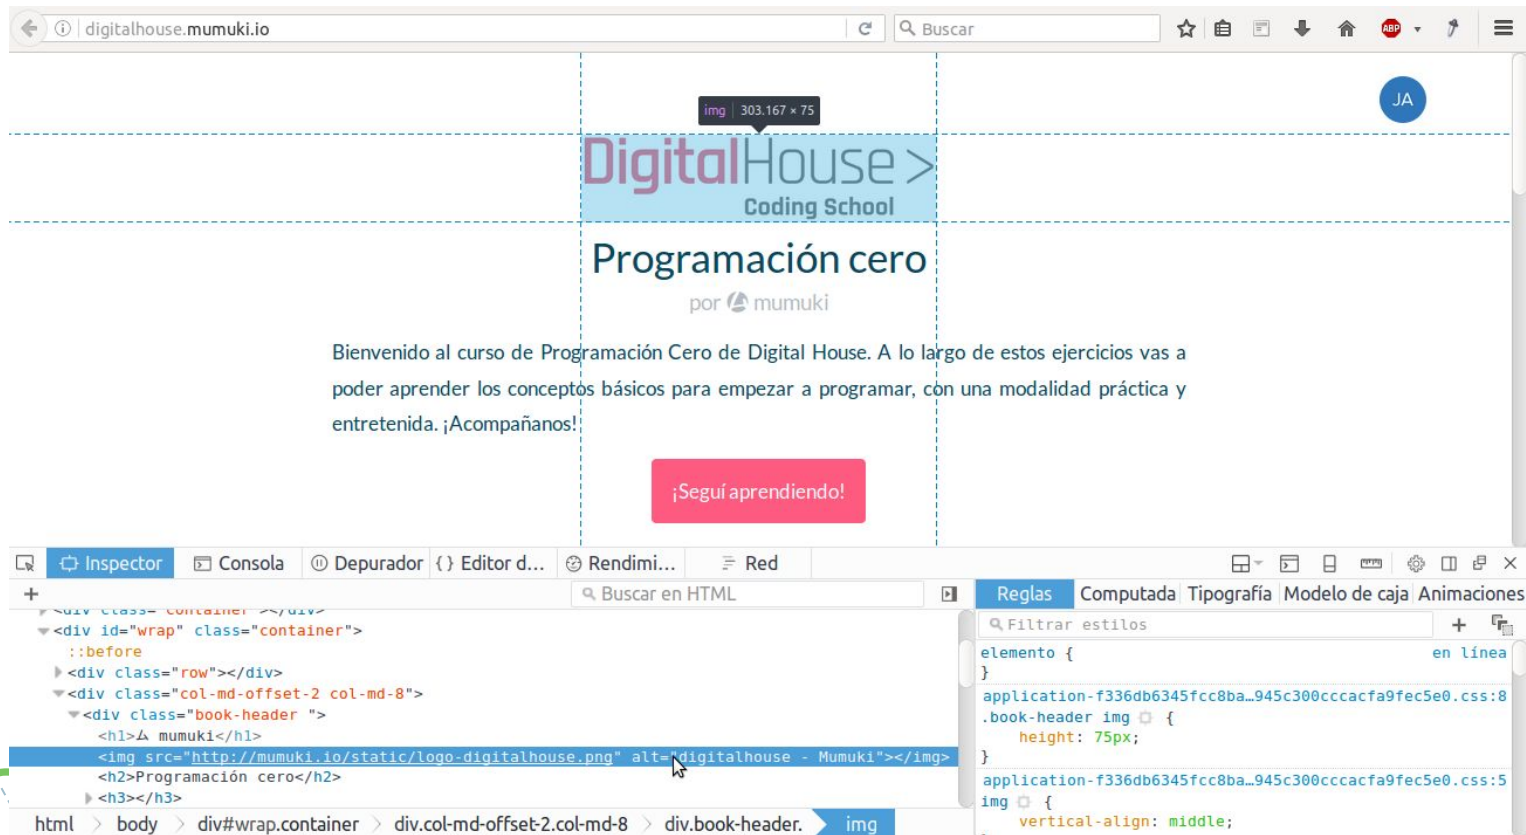 digitalhouse.mumuki.io
Buscar
ABP
JA
img 303.167 × 75
DigitalHouse >
Coding School
Programación cero
por mumuki
Bienvenido al curso de Programación Cero de Digital House. A lo largo de estos ejercicios vas a
poder aprender los conceptos básicos para empezar a programar, con una modalidad práctica y
entretenida. ¡Acompañanos!
¡Seguí aprendiendo!
Inspector Consola Depurador {} Editor d... Rendimi... Red
+ Buscar en HTML Reglas Computada Tipografía Modelo de caja Animaciones
<div class="container"></div>
<div id="wrap" class="container">
::before
<div class="row"></div>
<div class="col-md-offset-2 col-md-8">
<div class="book-header ">
<h1>ム mumuki</h1>
<img src="http://mumuki.io/static/logo-digitalhouse.png" alt="digitalhouse - Mumuki"></img>
<h2>Programación cero</h2>
<h3></h3>
html > body > div#wrap.container > div.col-md-offset-2.col-md-8 > div.book-header. > img
Filtrar estilos +
elemento { en línea
}
application-f336db6345fcc8ba…945c300cccacfa9fec5e0.css:8
.book-header img {
height: 75px;
}
application-f336db6345fcc8ba…945c300cccacfa9fec5e0.css:5
img {
vertical-align: middle;